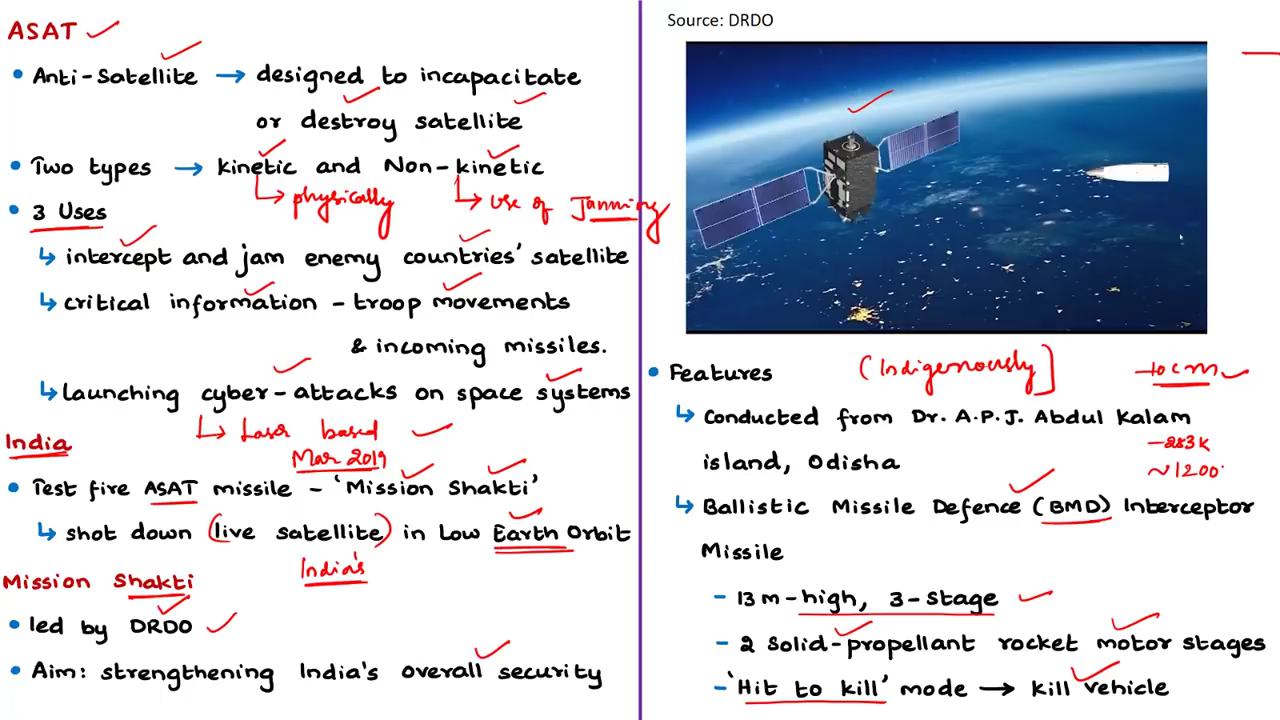 ASAT
• Anti-Satellite → designed to incapacitate
or destroy satellite
• Two types → kinetic and Non-kinetic
↳ physically ↳ Use of Jamming
• 3 Uses
↳ intercept and jam enemy countries' satellite
↳ critical information - troop movements
& incoming missiles.
↳ launching cyber-attacks on space systems
↳ Laser based
India
Mar 2019
• Test fire ASAT missile - 'Mission Shakti'
↳ shot down (live satellite) in Low Earth Orbit
India's
Mission Shakti
• led by DRDO
• Aim: strengthening India's overall security
Source: DRDO
• Features (Indigenously]
10cm
↳ Conducted from Dr. A.P.J. Abdul Kalam
island, Odisha
~1200
↳ Ballistic Missile Defence (BMD) Interceptor
Missile
- 13m-high, 3-stage
- 2 Solid-propellant rocket motor stages
- 'Hit to kill' mode → kill vehicle